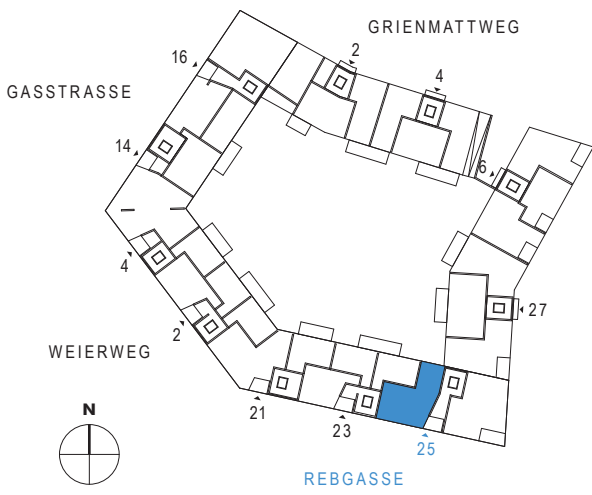 GRIENMATTWEG
2
4
16
GASSTRASSE
14
6
4
27
2
WEIERWEG
21
23
25
N
REBGASSE